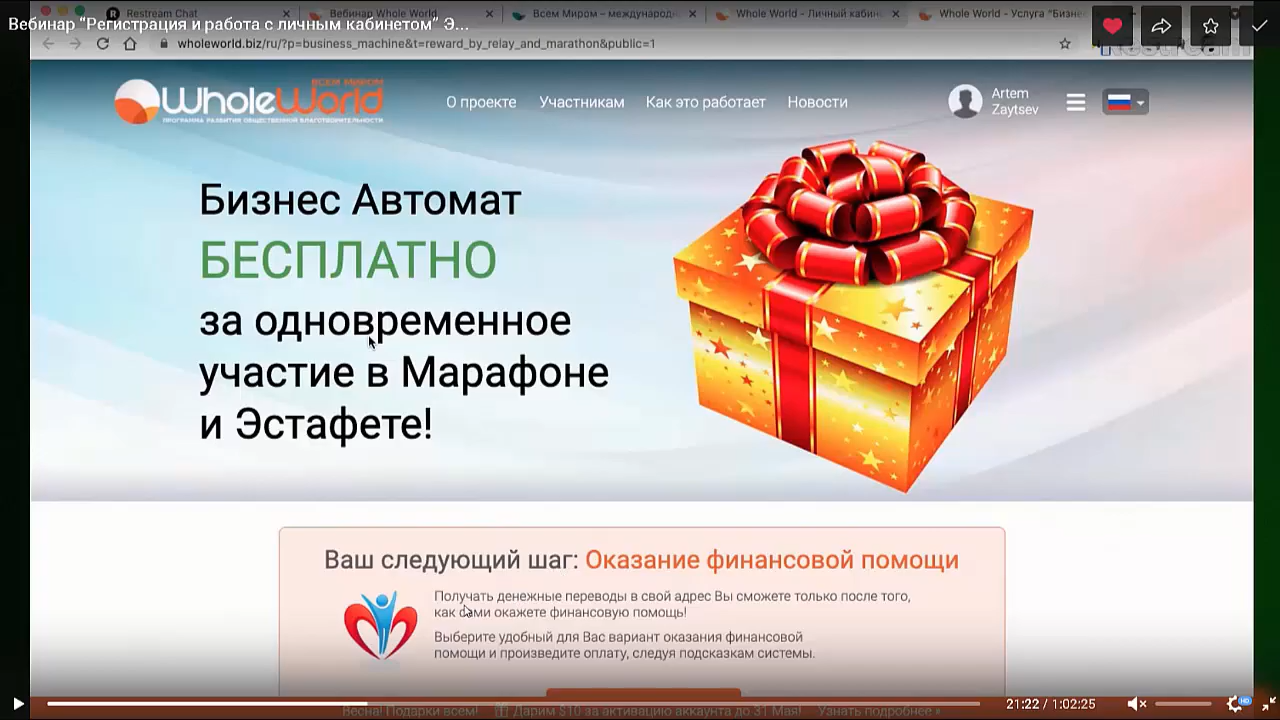 Restream Chat
Вебинар Whole World
Всем Миром – международн
Whole World - Личный кабин
Whole World - Услуга "Бизне
Вебинар “Регистрация и работа с личным кабинетом” Э...
wholeworld.biz/ru/?p=business_machine&t=reward_by_relay_and_marathon&public=1
Restream
ВСЕМ МИРОМ
WholeWorld
ПРОГРАММА РАЗВИТИЯ ОБЩЕСТВЕННОЙ БЛАГОТВОРИТЕЛЬНОСТИ
О проекте
Участникам
Как это работает
Новости
Artem
Zaytsev
Бизнес Автомат
БЕСПЛАТНО
за одновременное
участие в Марафоне
и Эстафете!
Ваш следующий шаг: Оказание финансовой помощи
Получать денежные переводы в свой адрес Вы сможете только после того,
как сами окажете финансовую помощь!
Выберите удобный для Вас вариант оказания финансовой
помощи и произведите оплату, следуя подсказкам системы.
21:22 / 1:02:25
HD
Весна! Подарки всем! Дарим $10 за активацию аккаунта до 31 Мая! Узнать подробнее »